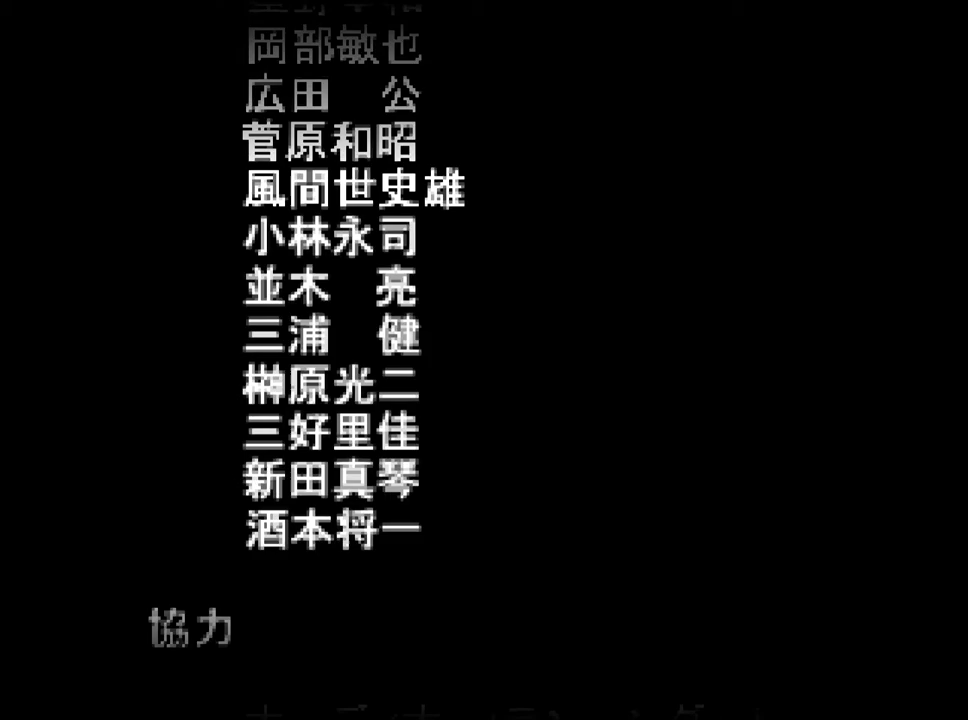 岡部敏也
広田　公
菅原和昭
風間世史雄
小林永司
並木　亮
三浦　健
榊原光二
三好里佳
新田真琴
酒本将一
協力